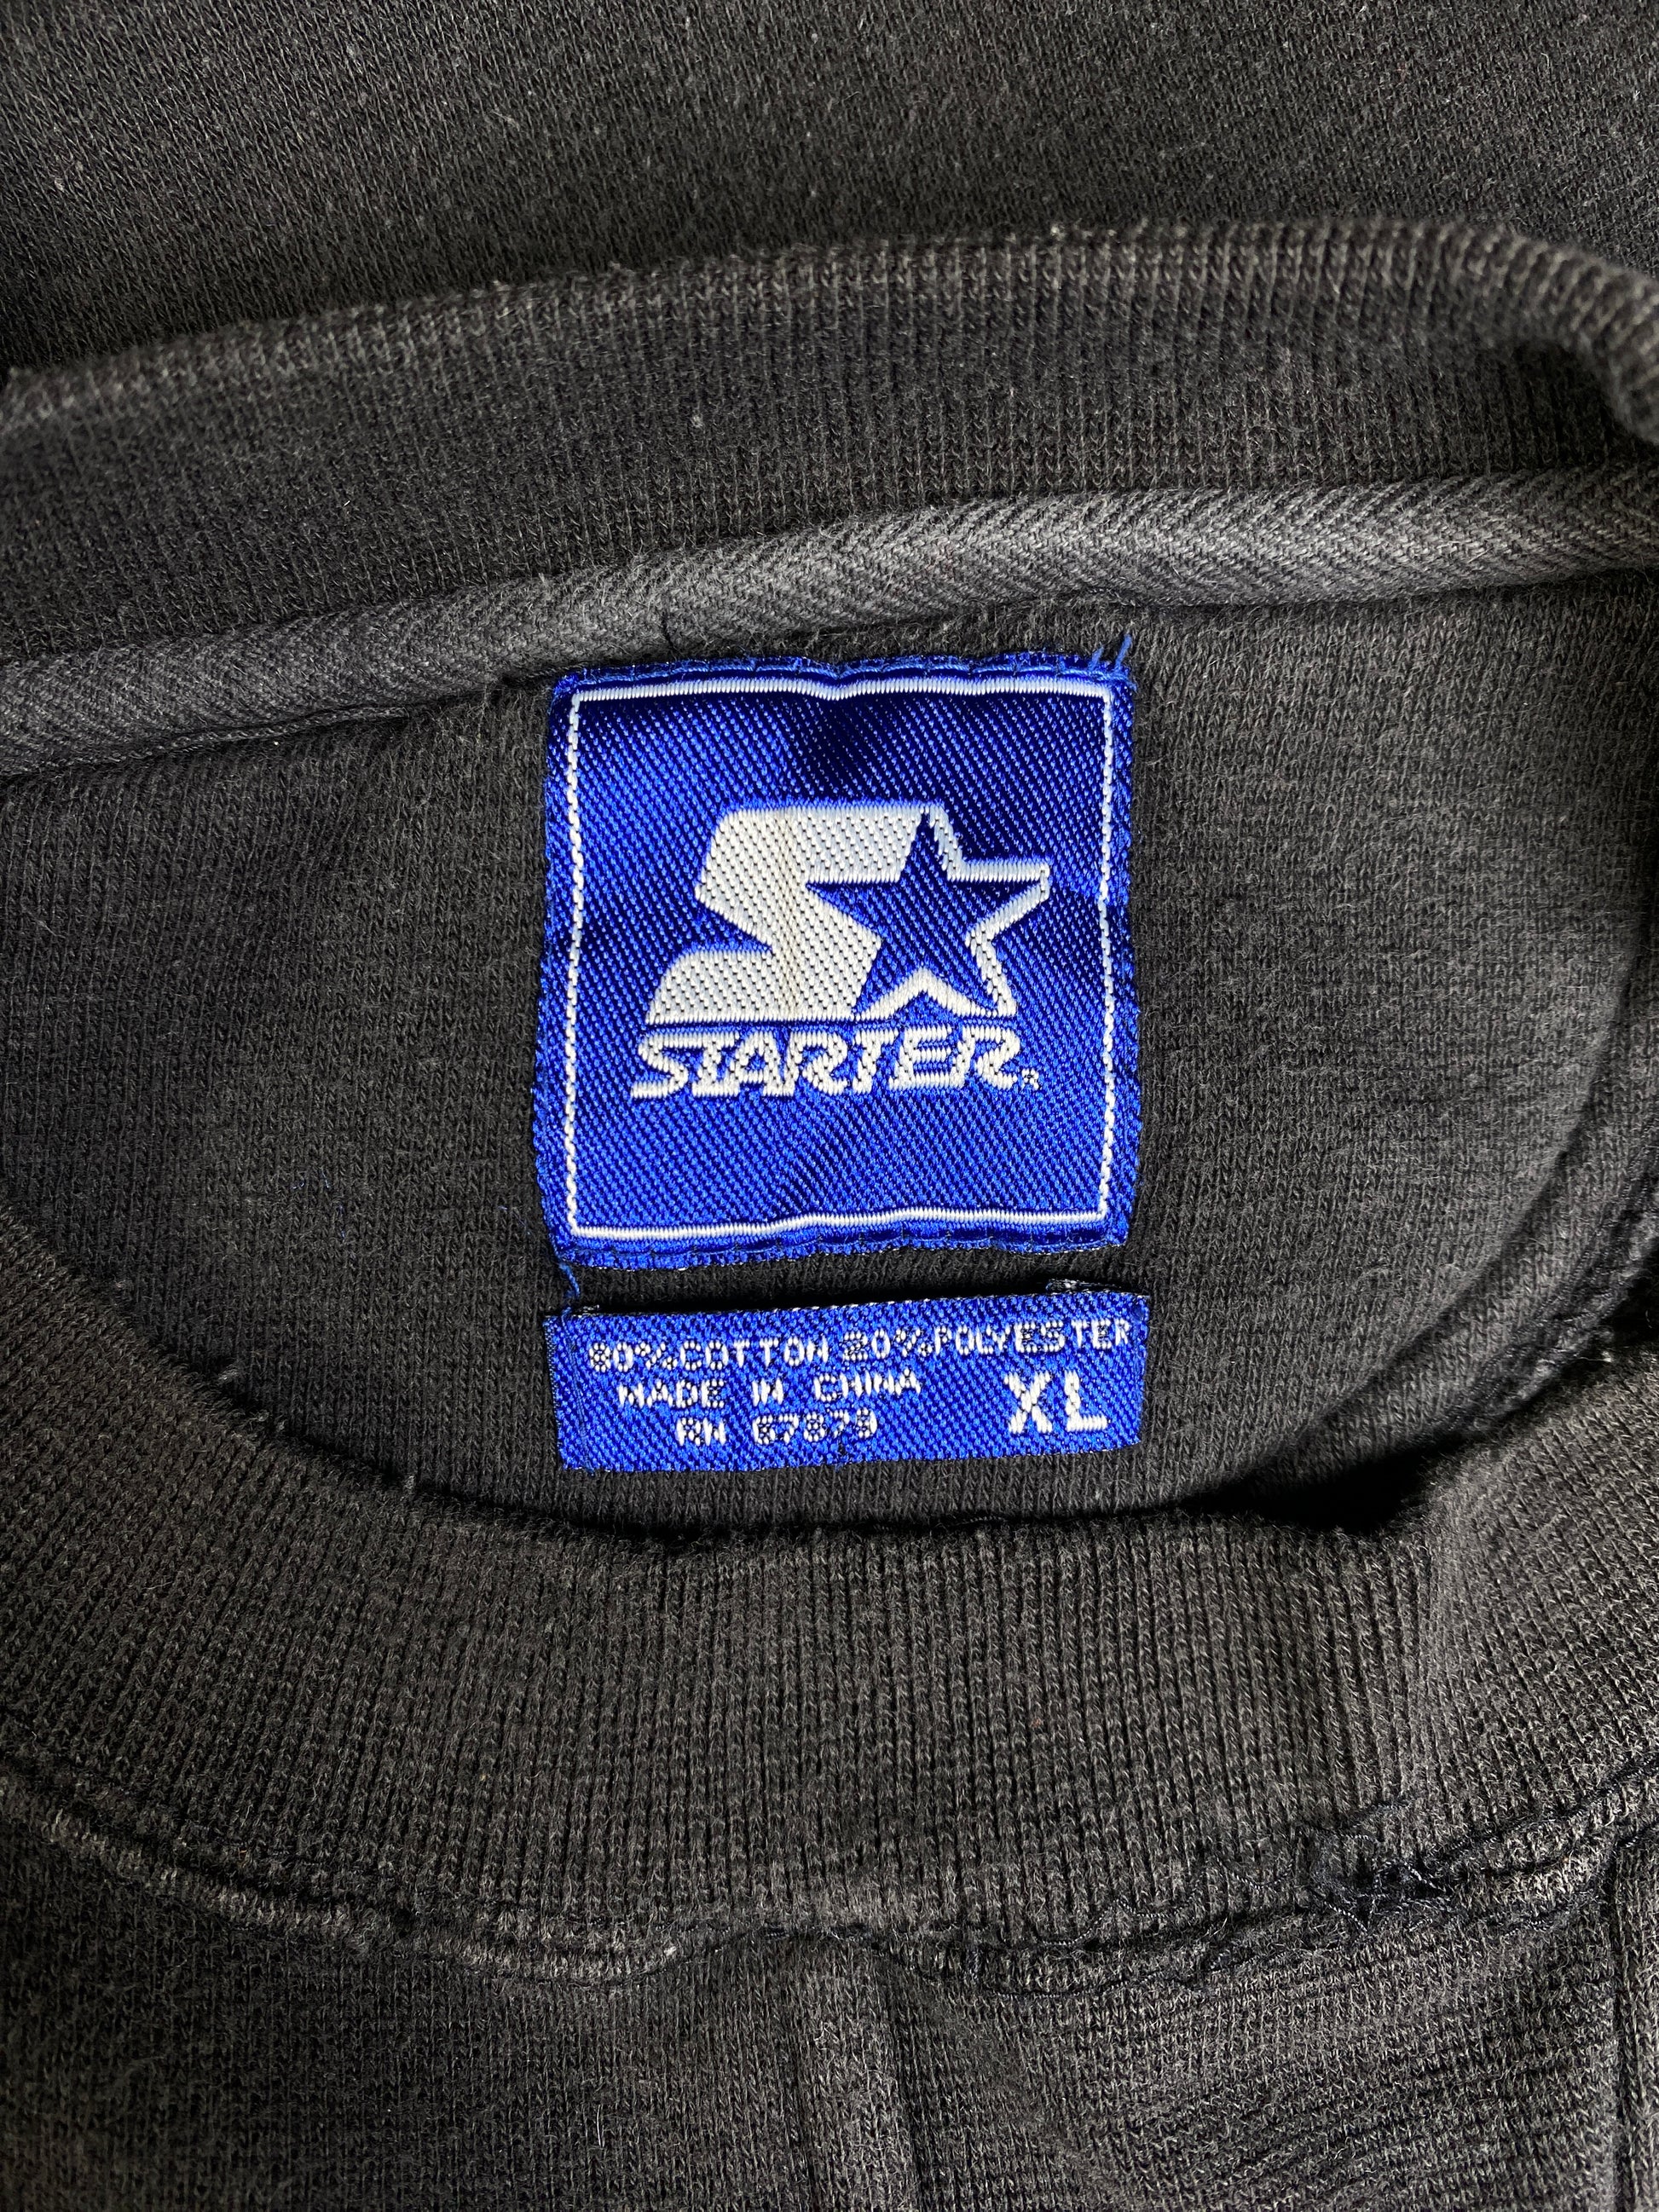 STARTER®
80% COTTON 20% POLYESTER
MADE IN CHINA
XL
RN 67879